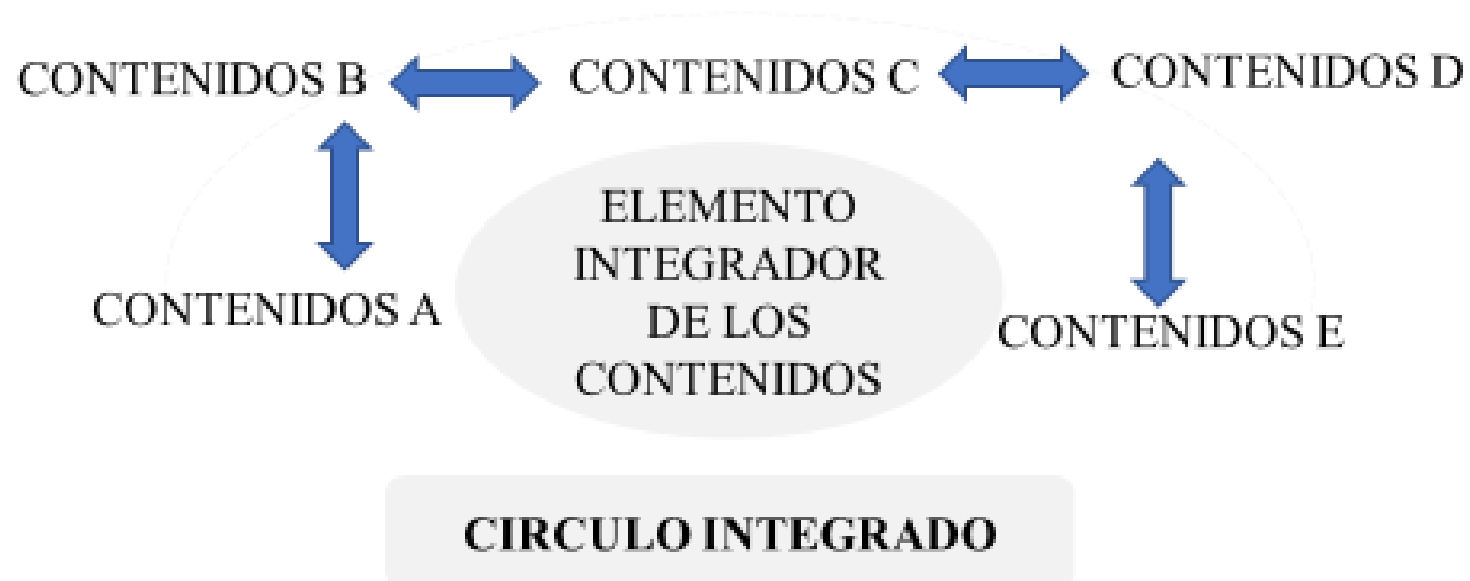 CONTENIDOS B
CONTENIDOS C
CONTENIDOS D
ELEMENTO
INTEGRADOR
DE LOS
CONTENIDOS
CONTENIDOS A
CONTENIDOS E
CIRCULO INTEGRADO